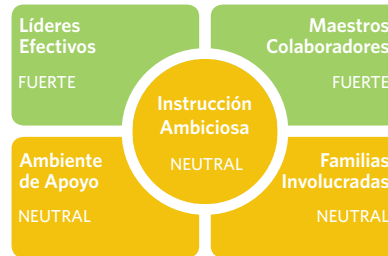 Líderes
Efectivos
FUERTE
Maestros
Colaboradores
FUERTE
Instrucción
Ambiciosa
NEUTRAL
Ambiente
de Apoyo
NEUTRAL
Familias
Involucradas
NEUTRAL